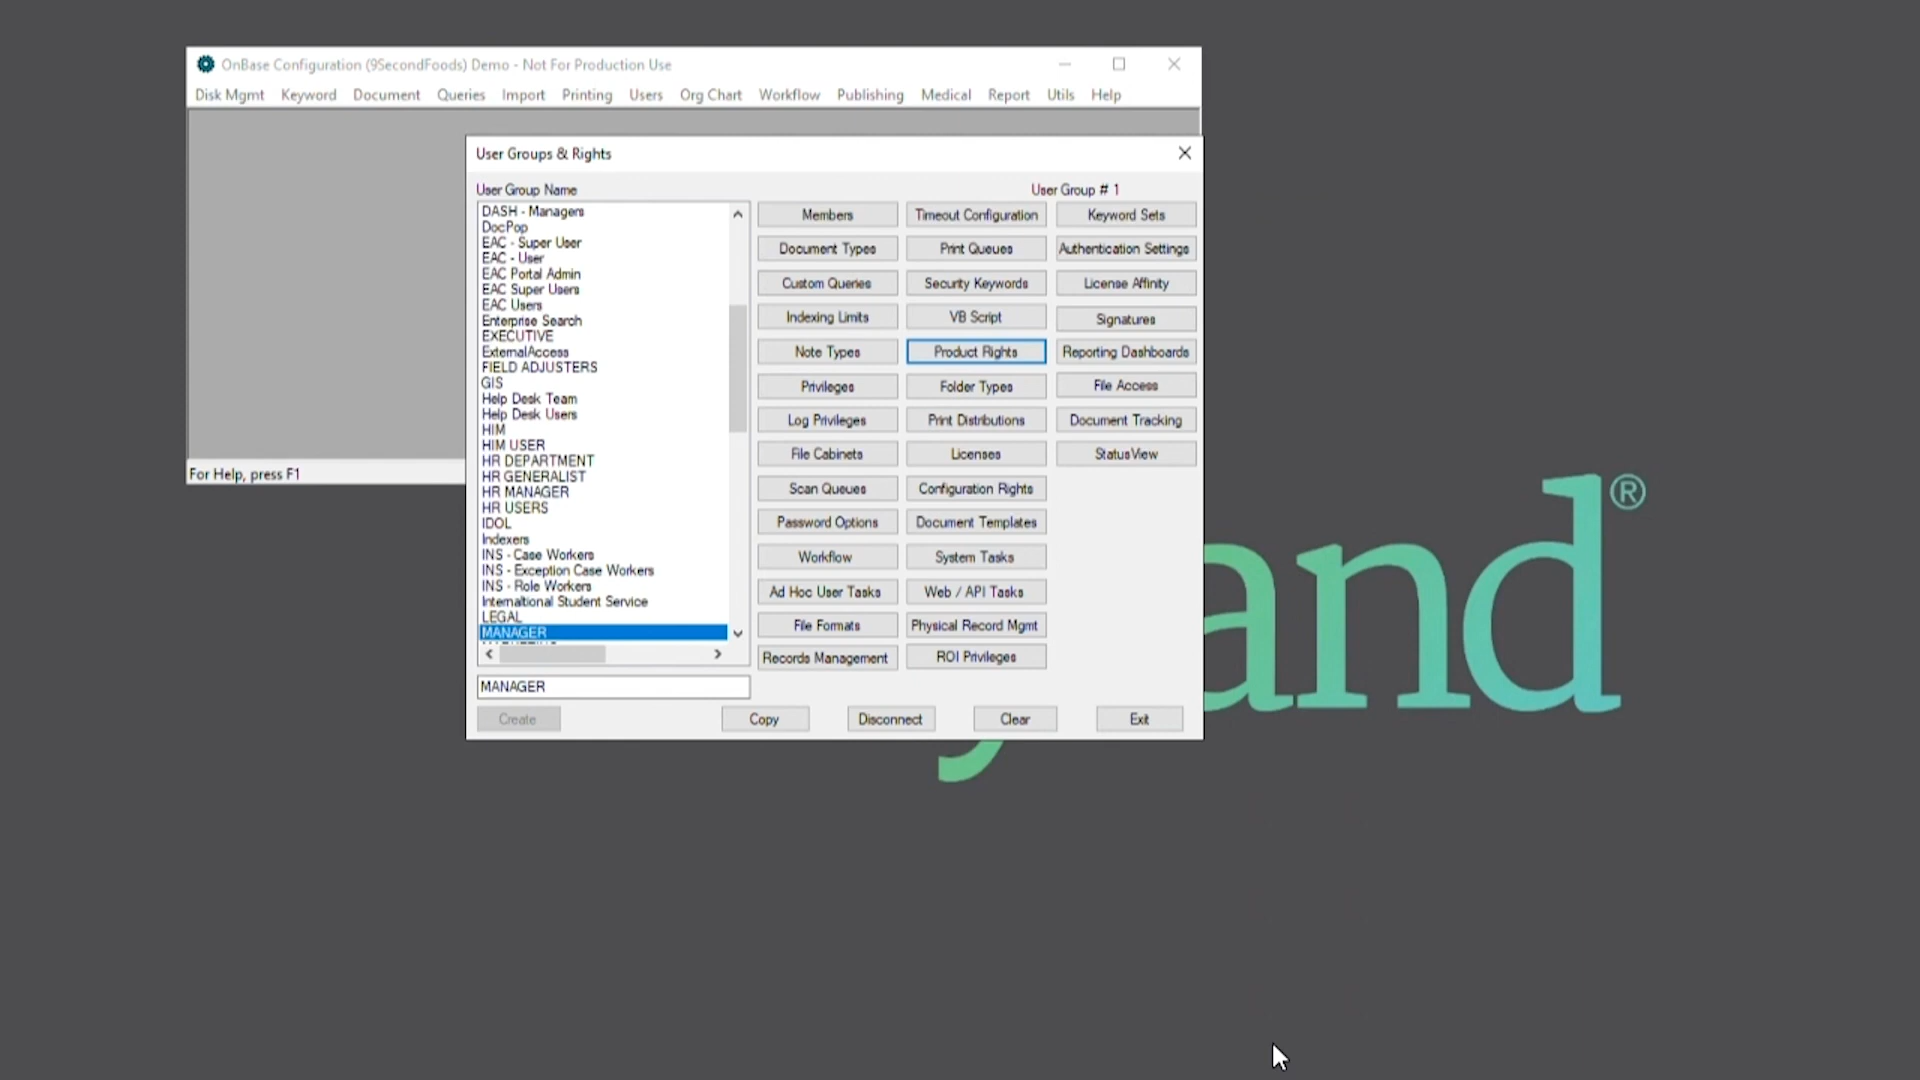 OnBase Configuration (9SecondFoods) Demo - Not For Production Use
Disk Mgmt Keyword Document Queries Import Printing Users Org Chart Workflow Publishing Medical Report Utils Help
User Groups & Rights
User Group Name
User Group # 1
DASH - Managers
DocPop
EAC - Super User
EAC - User
EAC Portal Admin
EAC Super Users
EAC Users
Enterprise Search
EXECUTIVE
ExternalAccess
FIELD ADJUSTERS
GIS
Help Desk Team
Help Desk Users
HIM
HIM USER
HR DEPARTMENT
HR GENERALIST
HR MANAGER
HR USERS
IDOL
Indexers
INS - Case Workers
INS - Exception Case Workers
INS - Role Workers
International Student Service
LEGAL
MANAGER
MANAGER
Members
Document Types
Custom Queries
Indexing Limits
Note Types
Privileges
Log Privileges
File Cabinets
Scan Queues
Password Options
Workflow
Ad Hoc User Tasks
File Formats
Records Management
Timeout Configuration
Print Queues
Security Keywords
VB Script
Product Rights
Folder Types
Print Distributions
Licenses
Configuration Rights
Document Templates
System Tasks
Web / API Tasks
Physical Record Mgmt
ROI Privileges
Keyword Sets
Authentication Settings
License Affinity
Signatures
Reporting Dashboards
File Access
Document Tracking
StatusView
Create
Copy
Disconnect
Clear
Exit
For Help, press F1
and®